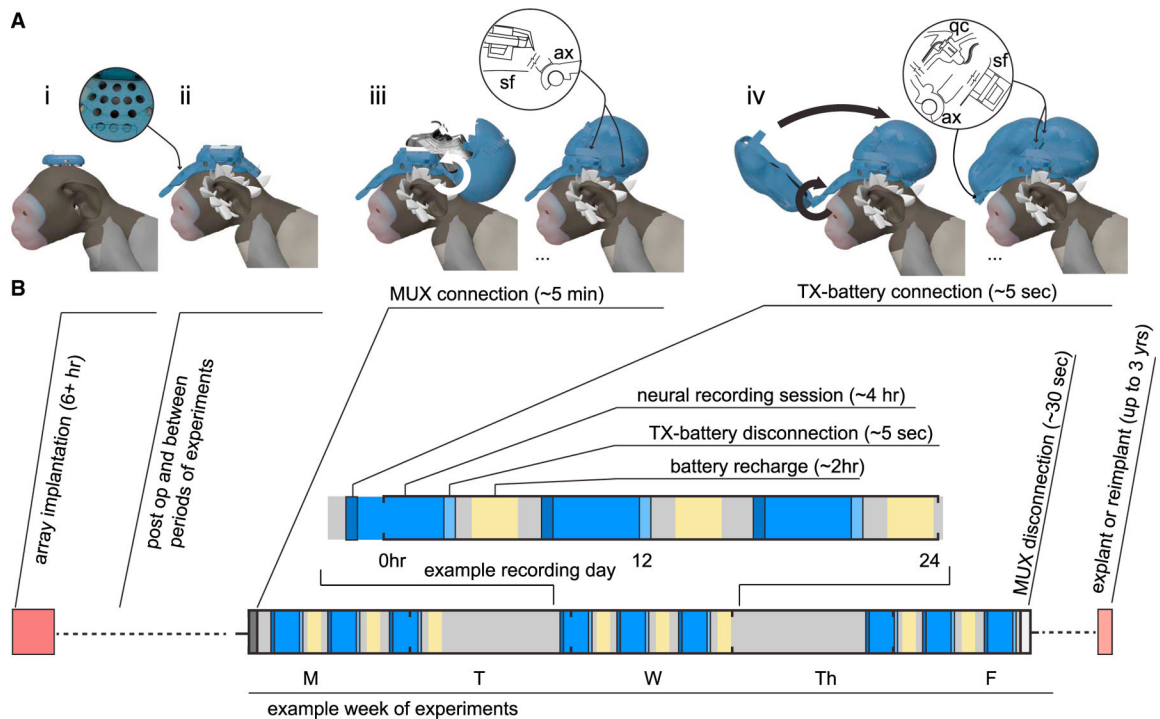 A
i
ii
iii
iv
sf
ax
qc
sf
ax
...
...
B
MUX connection (~5 min)
TX-battery connection (~5 sec)
array implantation (6+ hr)
post op and between
periods of experiments
neural recording session (~4 hr)
TX-battery disconnection (~5 sec)
battery recharge (~2hr)
MUX disconnection (~30 sec)
explant or reimplant (up to 3 yrs)
0hr
12
24
example recording day
M
T
W
Th
F
example week of experiments